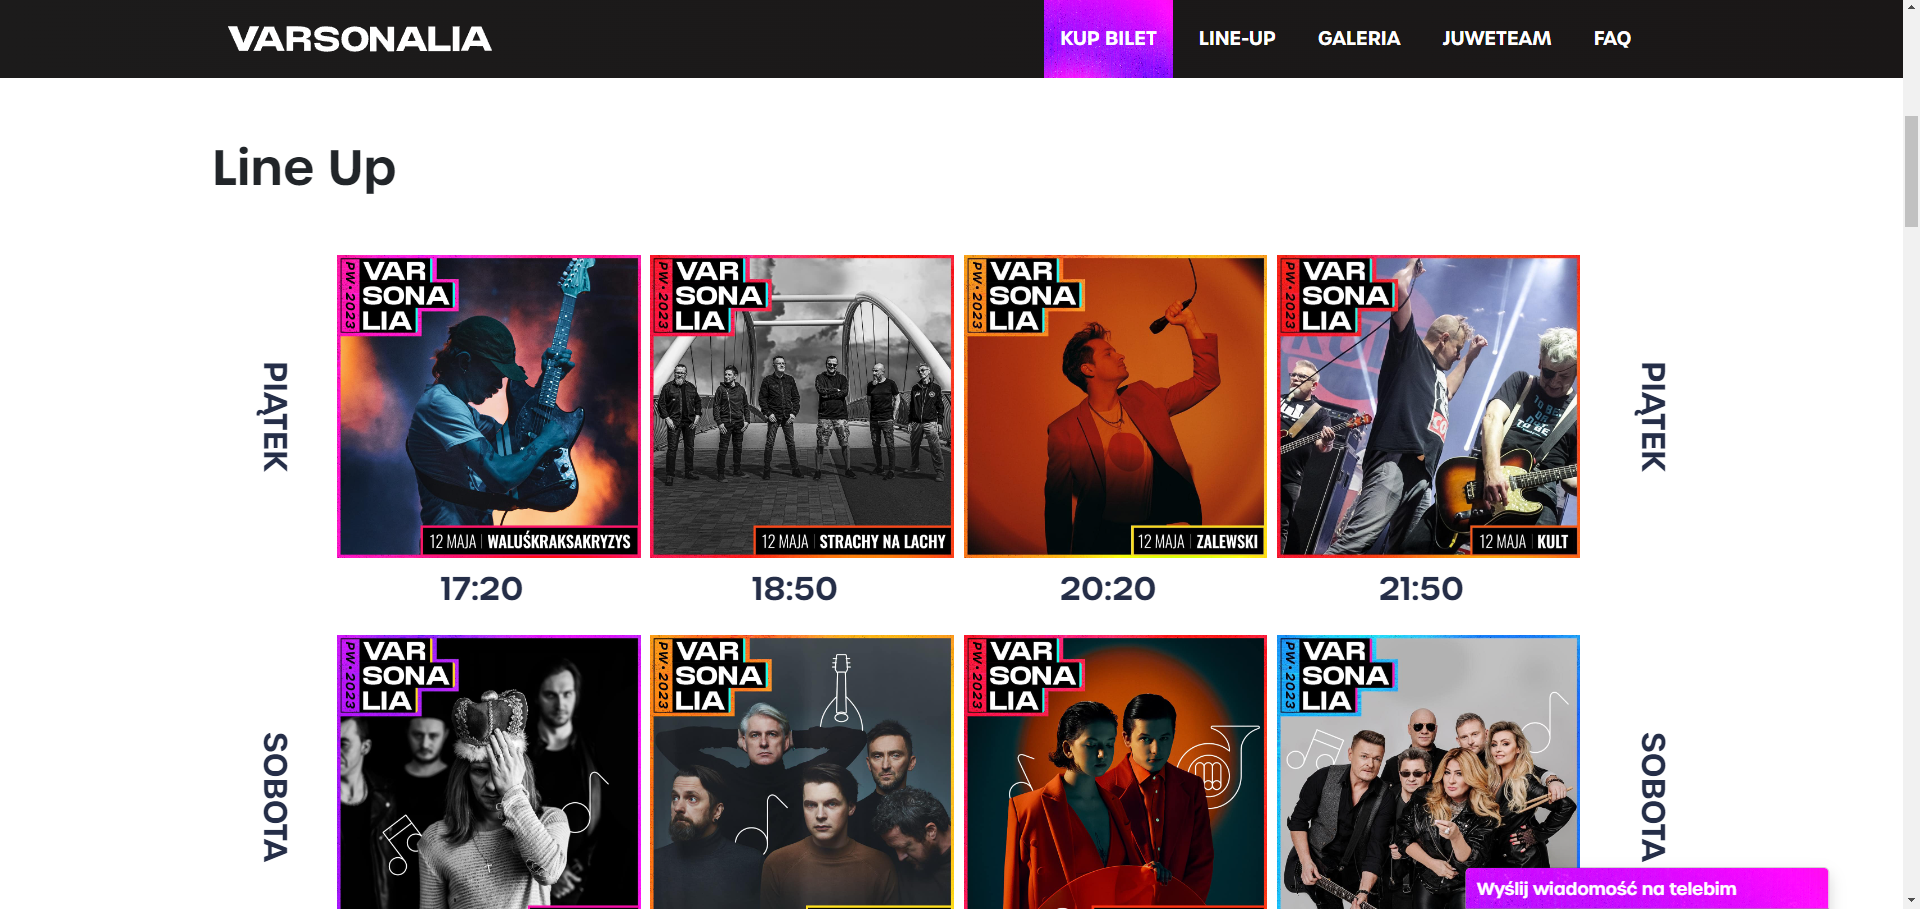 VARSONALIA
KUP BILET
LINE-UP
GALERIA
JUWETEAM
FAQ
Line Up
PIĄTEK
PW·2023
VAR
SONA
LIA
12 MAJA | WALUŚKRAKSAKRYZYS
17:20
PW·2023
VAR
SONA
LIA
12 MAJA | STRACHY NA LACHY
18:50
PW·2023
VAR
SONA
LIA
12 MAJA | ZALEWSKI
20:20
PW·2023
VAR
SONA
LIA
TO BE
TO BE
12 MAJA | KULT
21:50
PIĄTEK
SOBOTA
PW·2023
VAR
SONA
LIA
PW·2023
VAR
SONA
LIA
PW·2023
VAR
SONA
LIA
PW·2023
VAR
SONA
LIA
SOBOTA
Wyślij wiadomość na telebim